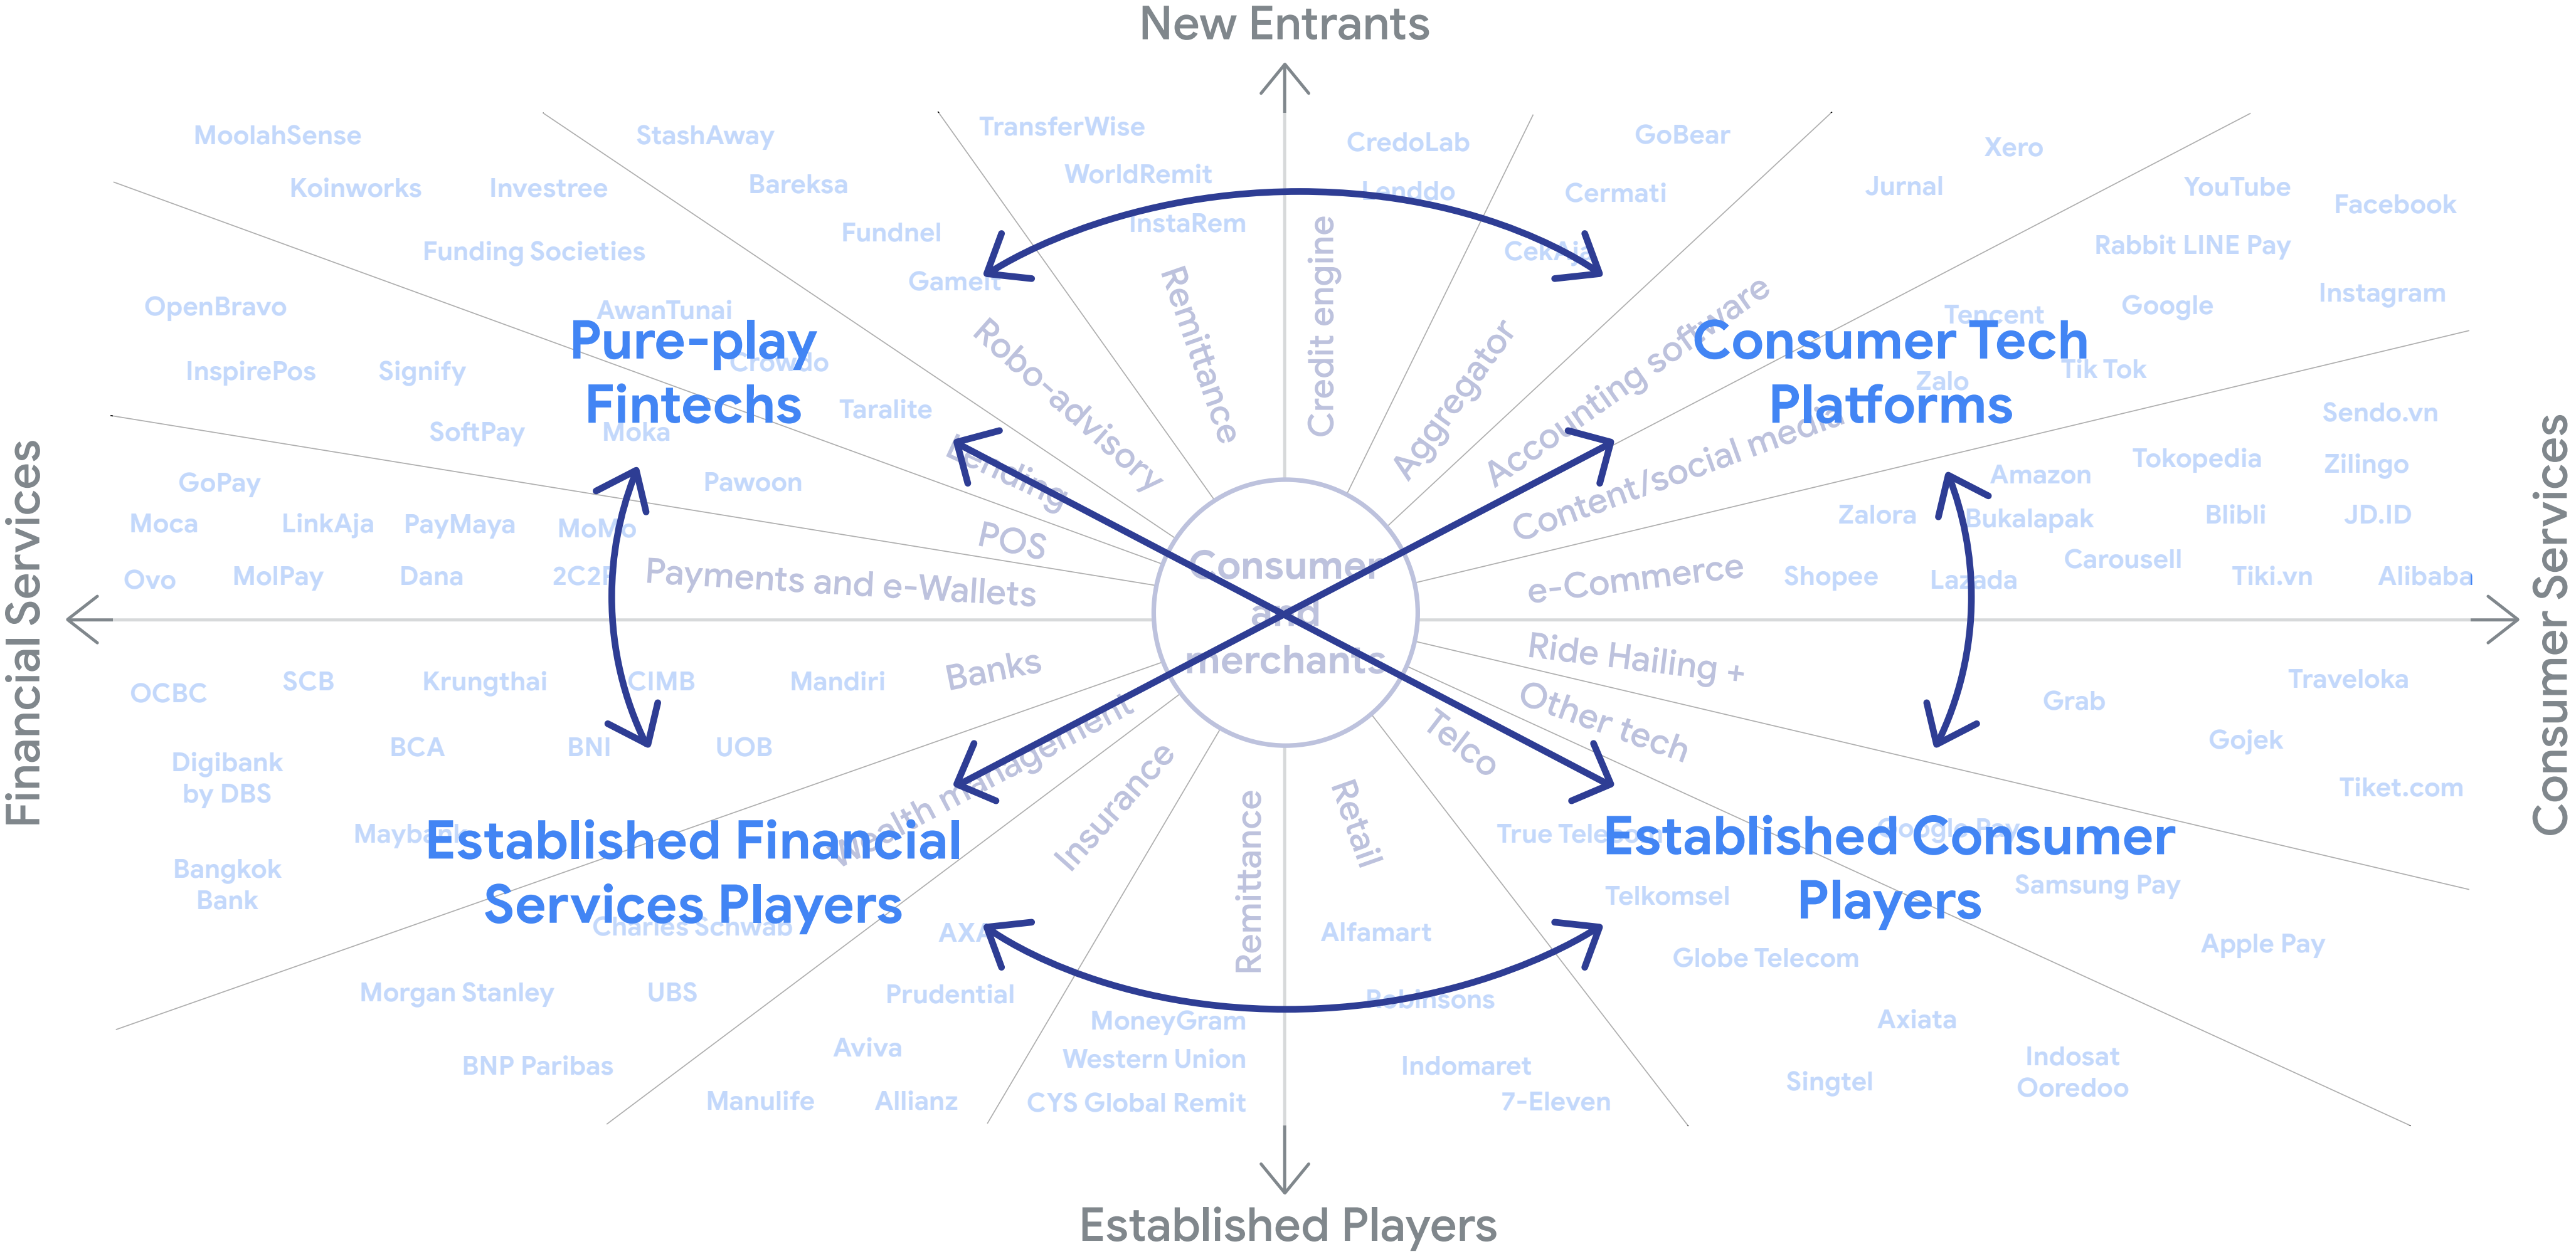 New Entrants
Financial Services
Consumer Services
Established Players
Pure-play
Fintechs
Consumer Tech
Platforms
Established Financial
Services Players
Established Consumer
Players
Consumer
and
merchants
MoolahSense
Koinworks
Investree
Funding Societies
AwanTunai
Crowdo
Taralite
Lending
StashAway
Bareksa
Fundnel
Robo-advisory
TransferWise
WorldRemit
InstaRem
Remittance
CredoLab
Lenddo
Credit engine
GoBear
Cermati
CekAja
Aggregator
Xero
Jurnal
Accounting software
YouTube
Facebook
Rabbit LINE Pay
Instagram
Google
Tencent
Tik Tok
Zalo
Content/social media
OpenBravo
InspirePos
Signify
SoftPay
Moka
Pawoon
POS
GoPay
Moca
LinkAja
PayMaya
MoMo
Ovo
MolPay
Dana
2C2P
Payments and e-Wallets
Sendo.vn
Amazon
Tokopedia
Zilingo
Zalora
Bukalapak
Blibli
JD.ID
Shopee
Lazada
Carousell
Tiki.vn
Alibaba
e-Commerce
OCBC
SCB
Krungthai
CIMB
Mandiri
BCA
BNI
UOB
Digibank
by DBS
Maybank
Bangkok
Bank
Banks
Charles Schwab
Morgan Stanley
UBS
BNP Paribas
Wealth management
AXA
Prudential
Aviva
Manulife
Allianz
Insurance
MoneyGram
Western Union
CYS Global Remit
Remittance
Alfamart
Robinsons
Indomaret
7-Eleven
Retail
True Telecom
Telkomsel
Globe Telecom
Axiata
Singtel
Indosat
Ooredoo
Telco
Google Pay
Samsung Pay
Apple Pay
Other tech
Traveloka
Grab
Gojek
Tiket.com
Ride Hailing +